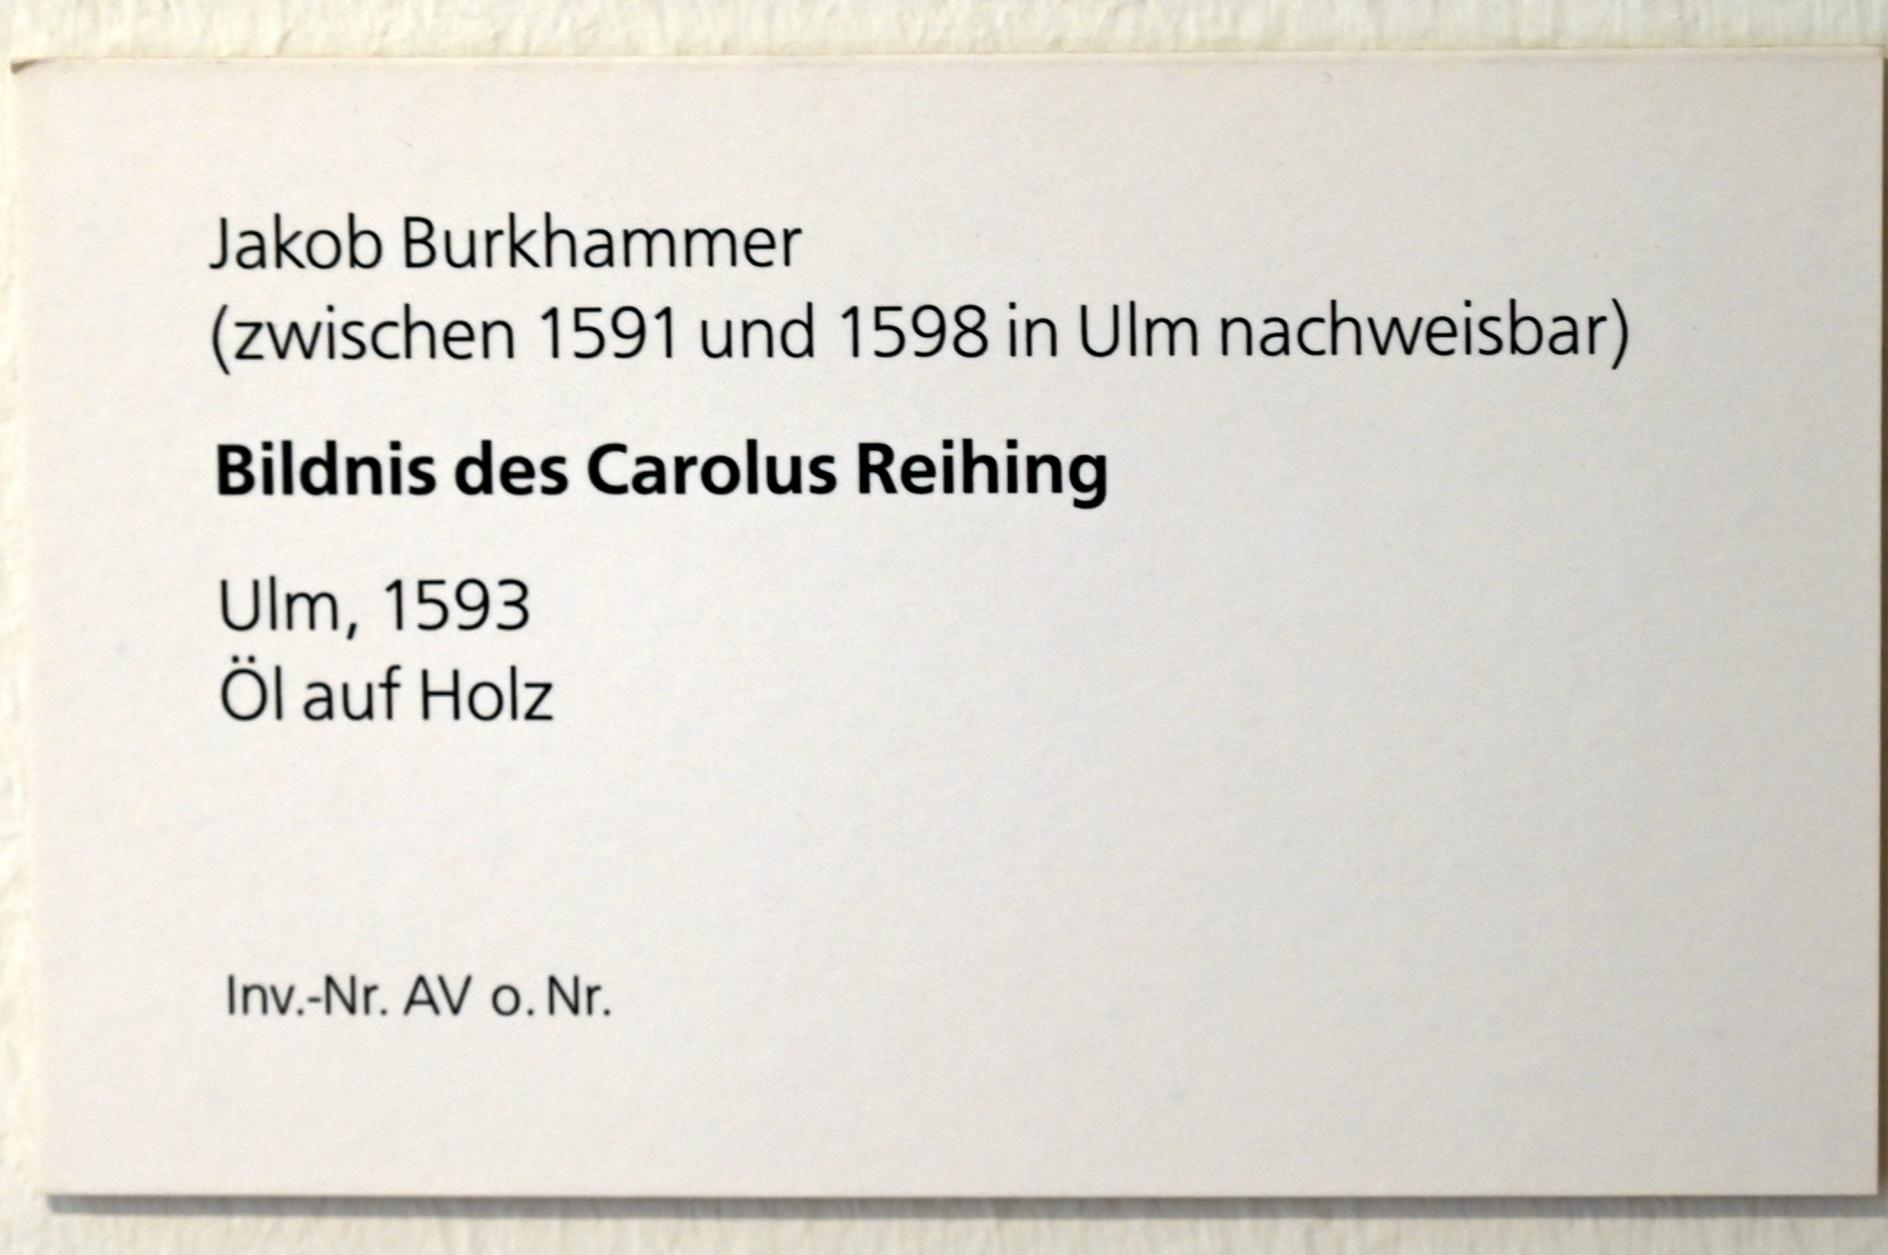 Jakob Burkhammer
(zwischen 1591 und 1598 in Ulm nachweisbar)
Bildnis des Carolus Reihing
Ulm, 1593
Öl auf Holz
Inv.-Nr. AV o. Nr.